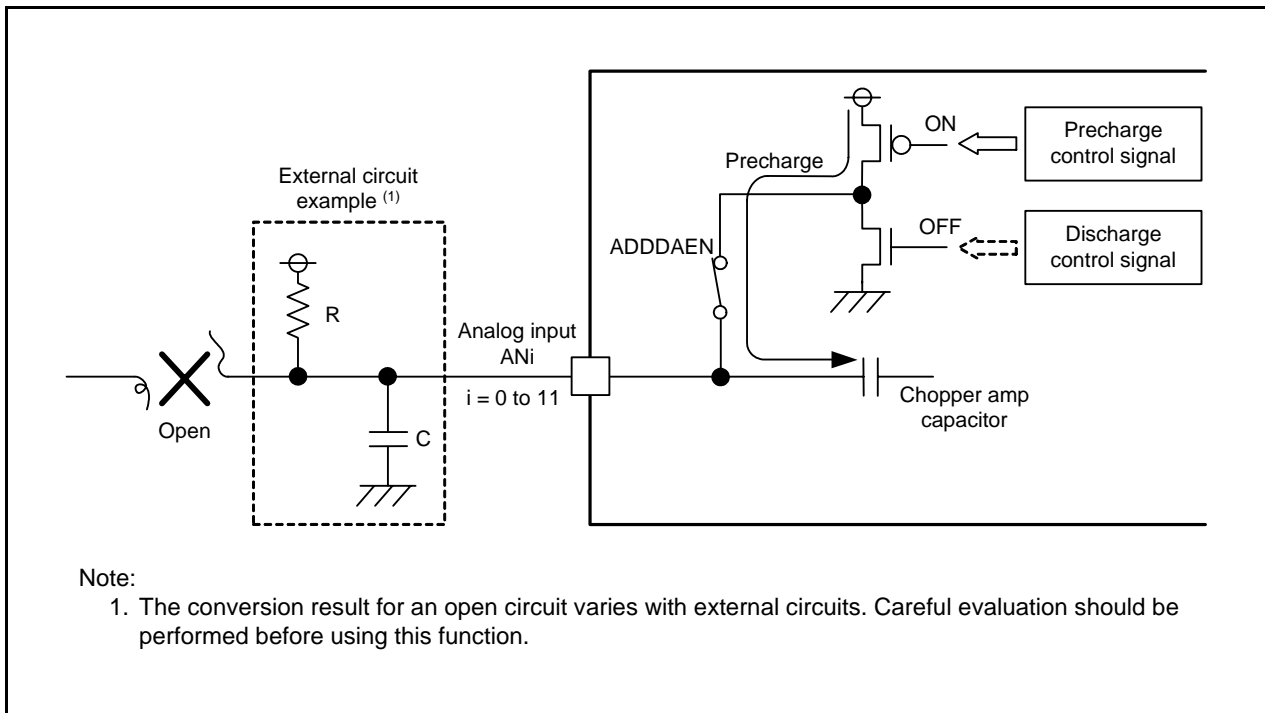 ON
Precharge
control signal
Precharge
External circuit
example (1)
OFF
Discharge
control signal
ADDDAEN
R
Analog input
ANi
i = 0 to 11
Open
C
Chopper amp
capacitor
Note:
1. The conversion result for an open circuit varies with external circuits. Careful evaluation should be
performed before using this function.